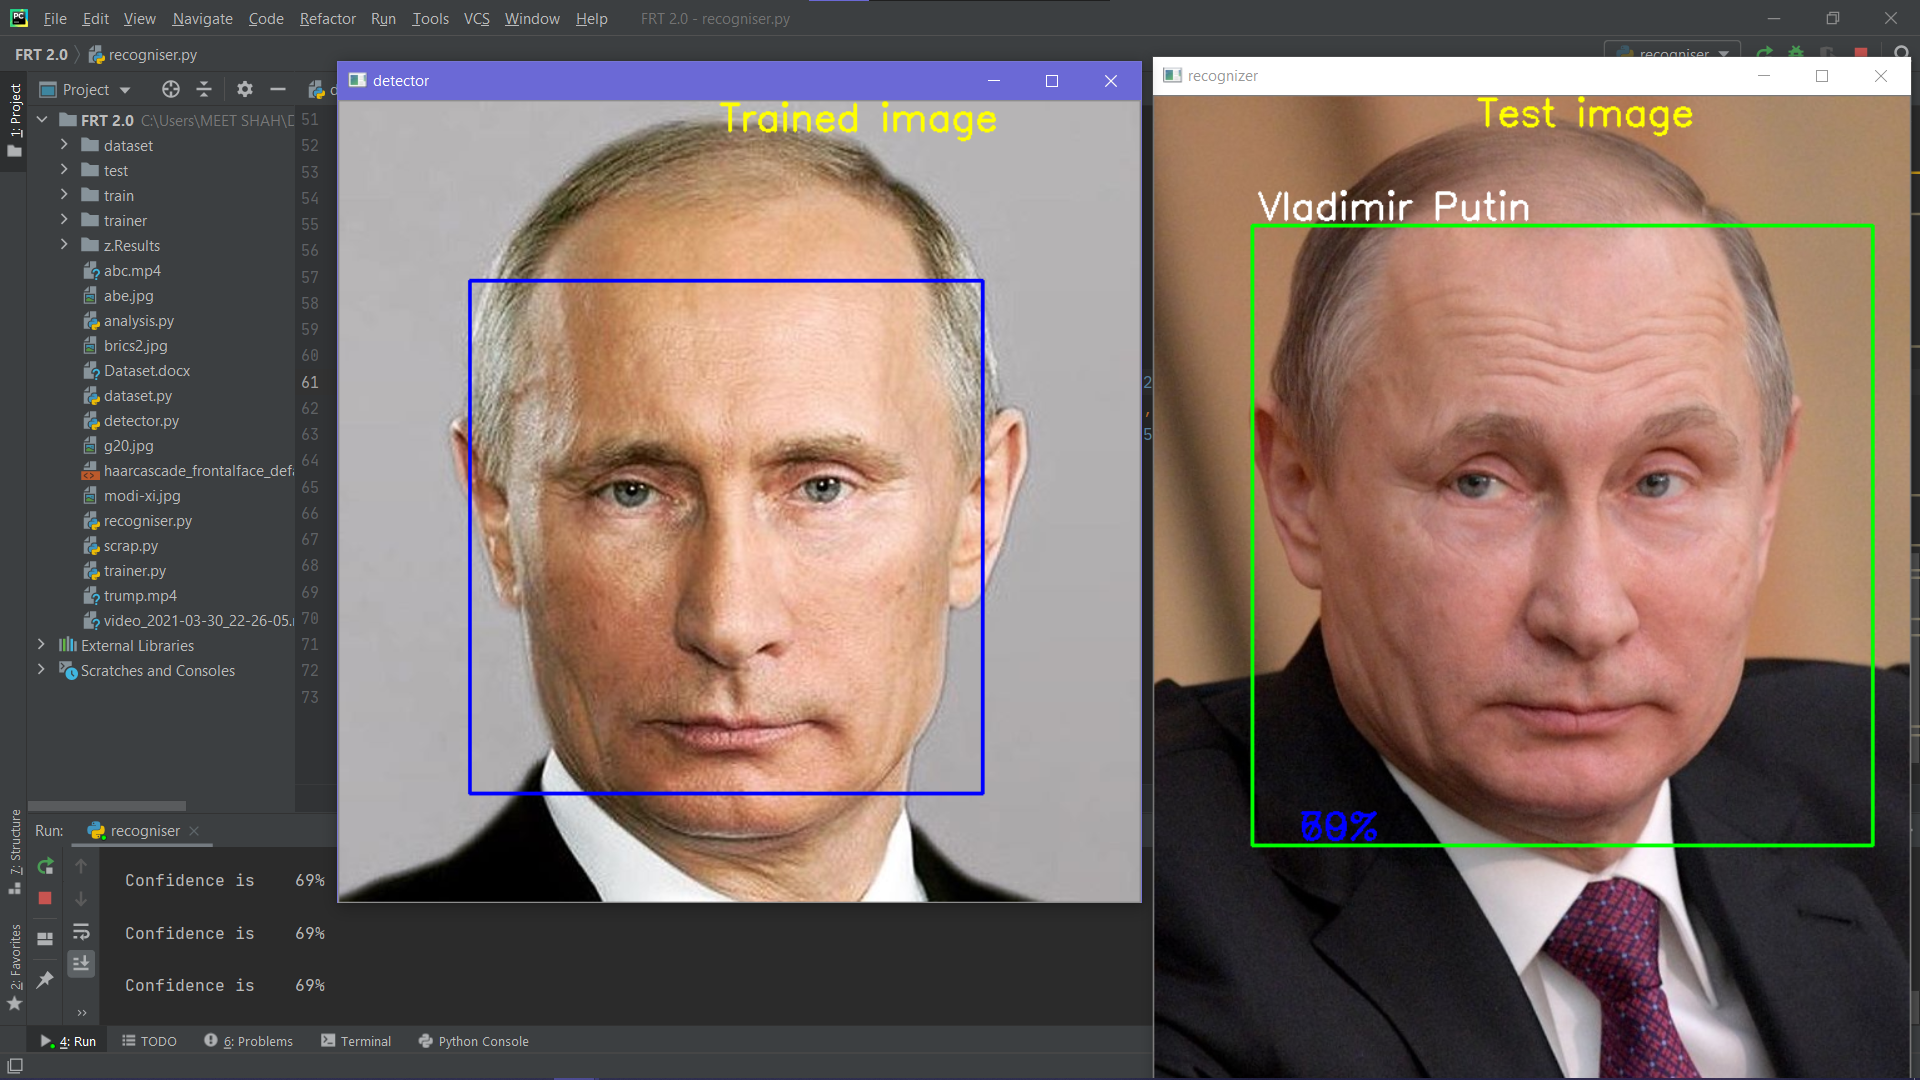 PC
File Edit View Navigate Code Refactor Run Tools VCS Window Help FRT 2.0 - recogniser.py
FRT 2.0 recogniser.py
recogniser
1: Project
Project
FRT 2.0 C:\Users\MEET SHAH\D
dataset
test
train
trainer
z.Results
abc.mp4
abe.jpg
analysis.py
brics2.jpg
Dataset.docx
dataset.py
detector.py
g20.jpg
haarcascade_frontalface_defa
modi-xi.jpg
recogniser.py
scrap.py
trainer.py
trump.mp4
video_2021-03-30_22-26-05.
External Libraries
Scratches and Consoles
51
52
53
54
55
56
57
58
59
60
61
62
63
64
65
66
67
68
69
70
71
72
73
detector
Trained image
2
,
5
recognizer
Test image
Vladimir Putin
7: Structure
2: Favorites
Run: recogniser
Confidence is 69%
Confidence is 69%
Confidence is 69%
4: Run TODO 6: Problems Terminal Python Console